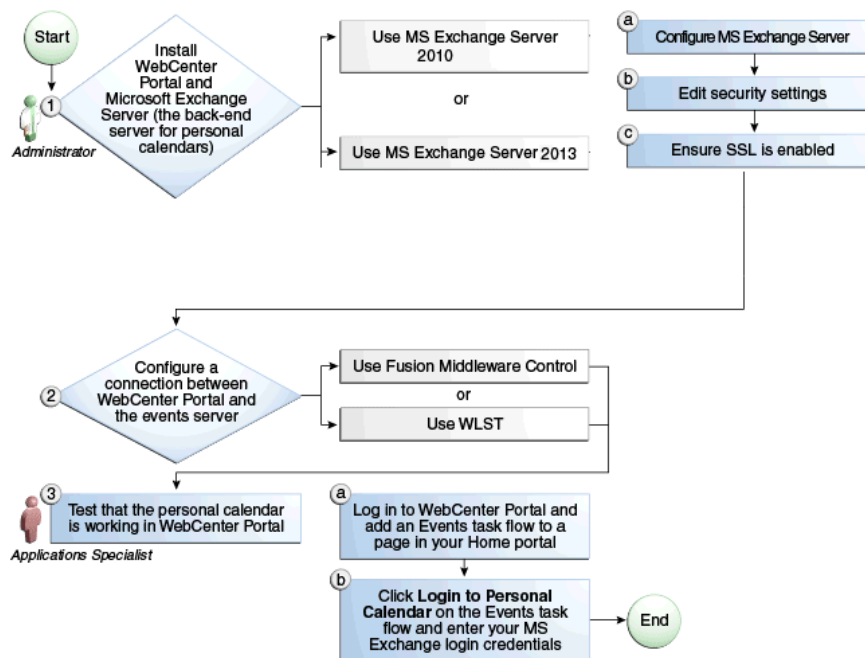 Start
1
Install
WebCenter
Portal and
Microsoft Exchange
Server (the back-end
server for personal
calendars)
Administrator
Use MS Exchange Server
2010
or
Use MS Exchange Server 2013
a
Configure MS Exchange Server
b
Edit security settings
c
Ensure SSL is enabled
2
Configure a
connection between
WebCenter Portal and
the events server
Use Fusion Middleware Control
or
Use WLST
3
Test that the personal calendar
is working in WebCenter Portal
Applications Specialist
a
Log in to WebCenter Portal and
add an Events task flow to a
page in your Home portal
b
Click Login to Personal
Calendar on the Events task
flow and enter your MS
Exchange login credentials
End